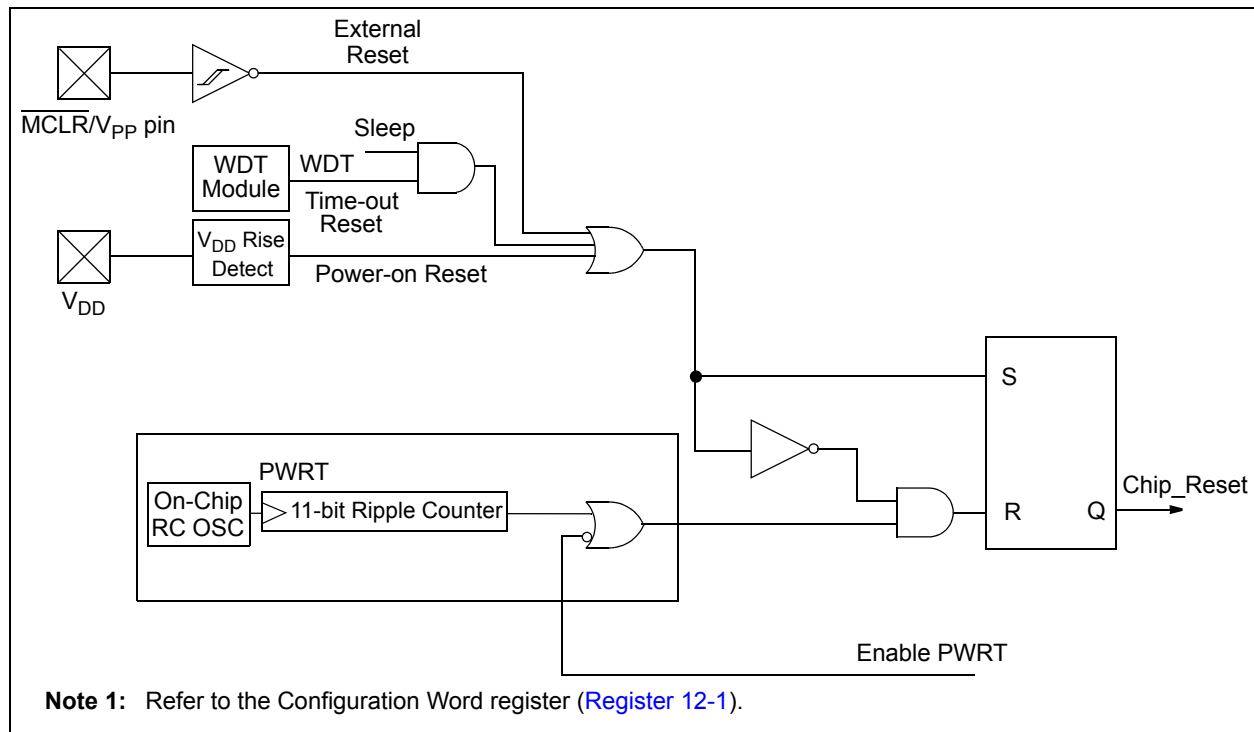 External
Reset
MCLR/VPP pin
Sleep
WDT
Module
WDT
Time-out
Reset
VDD Rise
Detect
Power-on Reset
VDD
S
PWRT
On-Chip
RC OSC
11-bit Ripple Counter
R
Q
Chip_Reset
Enable PWRT
Note 1: Refer to the Configuration Word register (Register 12-1).